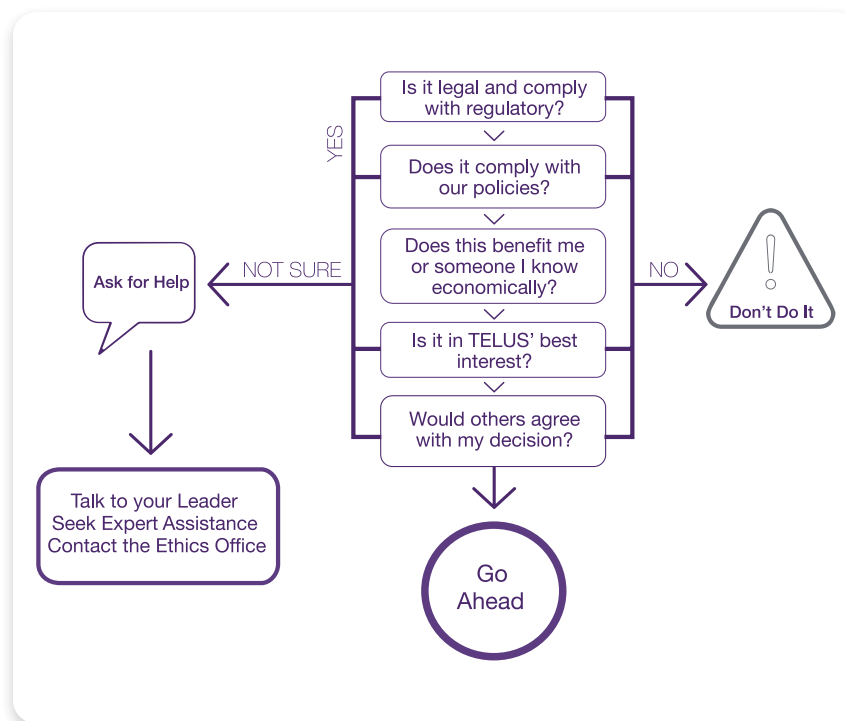 Is it legal and comply
with regulatory?
YES
Does it comply with
our policies?
Does this benefit me
or someone I know
economically?
NOT SURE
NO
Ask for Help
Don't Do It
Is it in TELUS' best
interest?
Would others agree
with my decision?
Talk to your Leader
Seek Expert Assistance
Contact the Ethics Office
Go
Ahead